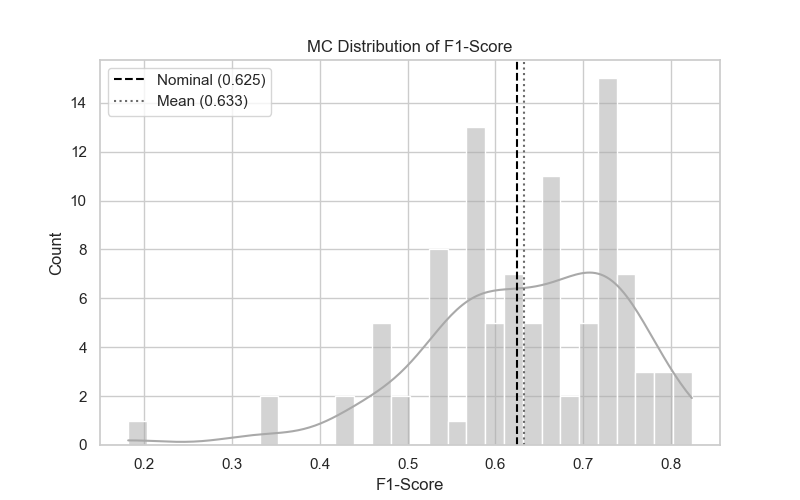 MC Distribution of F1-Score
Nominal (0.625)
Mean (0.633)
14
12
10
8
6
4
2
0
Count
0.2 0.3 0.4 0.5 0.6 0.7 0.8
F1-Score